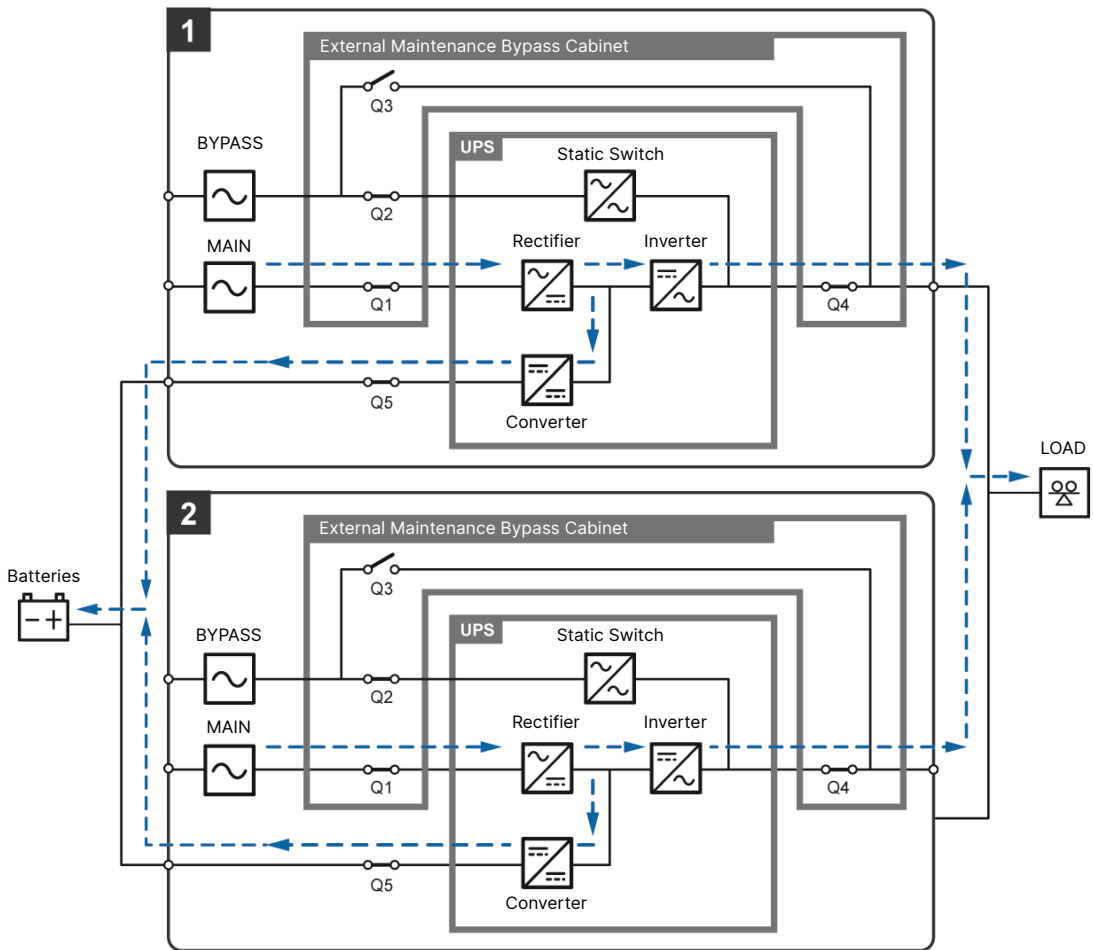 1
External Maintenance Bypass Cabinet
Q3
BYPASS
UPS
Static Switch
Q2
MAIN
Rectifier
Inverter
Q1
Q4
Q5
Converter
LOAD
2
External Maintenance Bypass Cabinet
Q3
Batteries
BYPASS
UPS
Static Switch
Q2
MAIN
Rectifier
Inverter
Q1
Q4
Q5
Converter